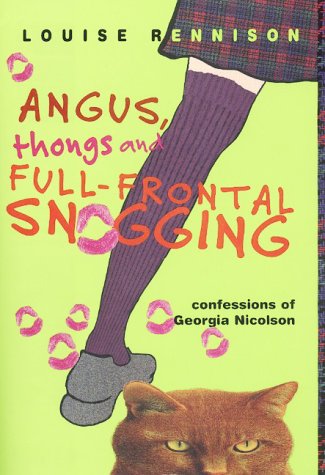 LOUISE RENNISON
ANGUS,
thongs and
FULL-FRONTAL
SNOGGING
confessions of
Georgia Nicolson